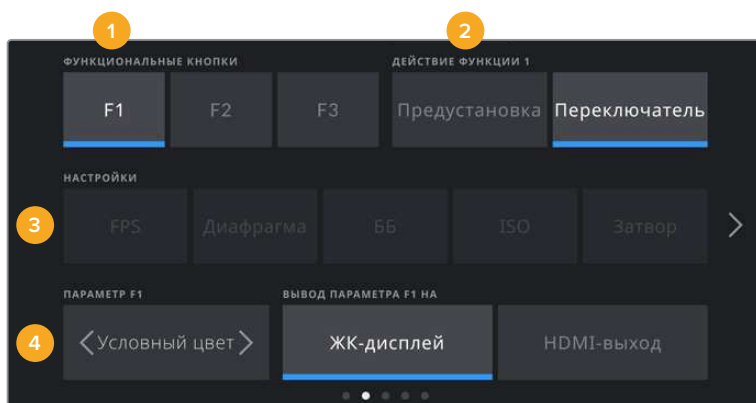 1 2
ФУНКЦИОНАЛЬНЫЕ КНОПКИ ДЕЙСТВИЕ ФУНКЦИИ 1
F1 F2 F3 Предустановка Переключатель
НАСТРОЙКИ
3 FPS Диафрагма ББ ISO Затвор
ПАРАМЕТР F1 ВЫВОД ПАРАМЕТРА F1 НА
4 Условный цвет ЖК-дисплей HDMI-выход